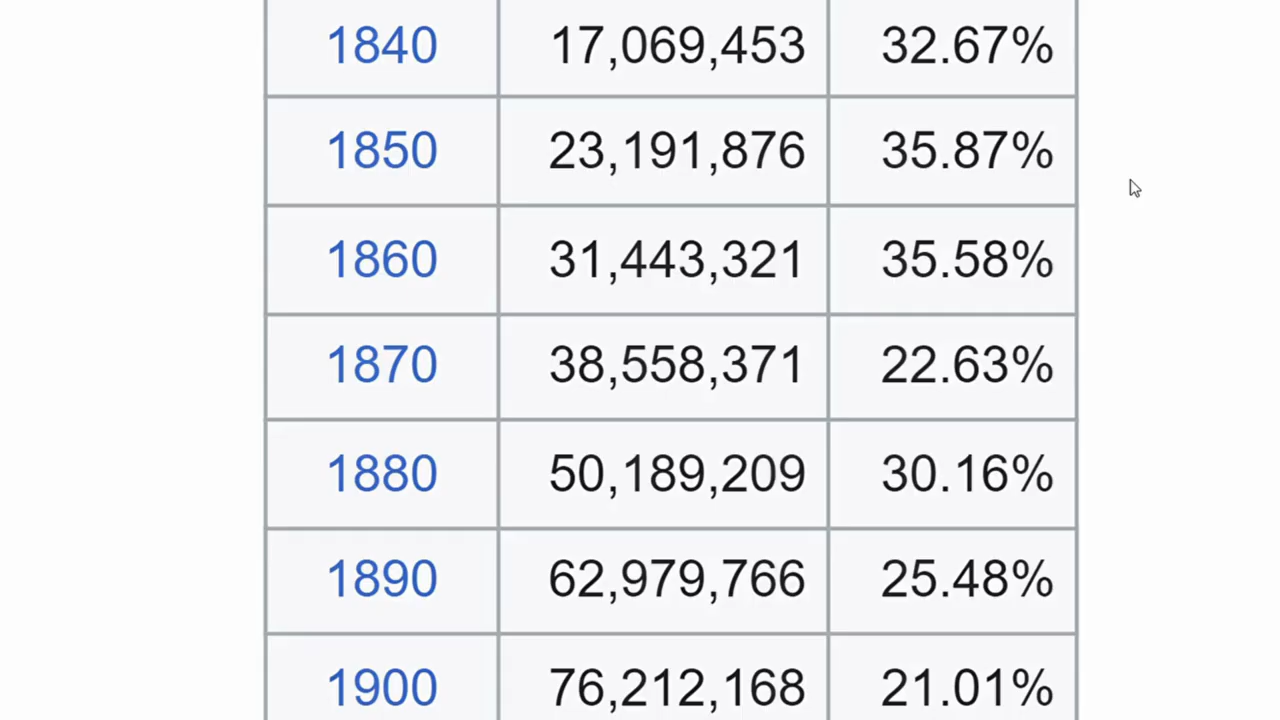 1840 17,069,453 32.67%
1850 23,191,876 35.87%
1860 31,443,321 35.58%
1870 38,558,371 22.63%
1880 50,189,209 30.16%
1890 62,979,766 25.48%
1900 76,212,168 21.01%